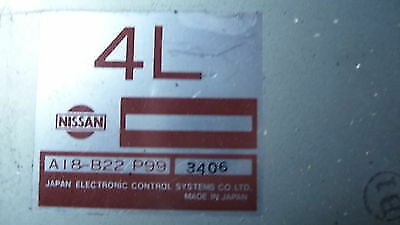 4L
NISSAN
A18-B22 P99 3406
JAPAN ELECTRONIC CONTROL SYSTEMS CO LTD.
MADE IN JAPAN